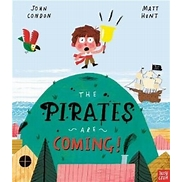 JOHN CONDON
MATT HUNT
THE
PIRATES
ARE
COMING!